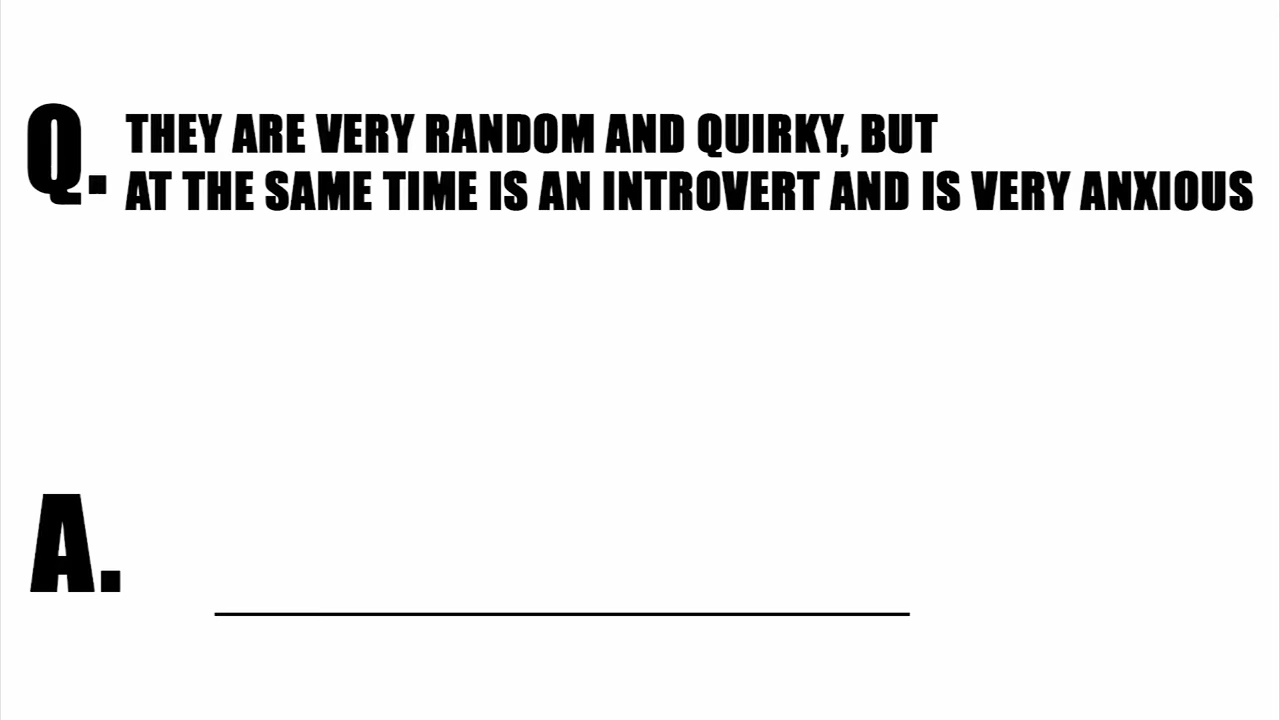 Q. THEY ARE VERY RANDOM AND QUIRKY, BUT
AT THE SAME TIME IS AN INTROVERT AND IS VERY ANXIOUS
A.